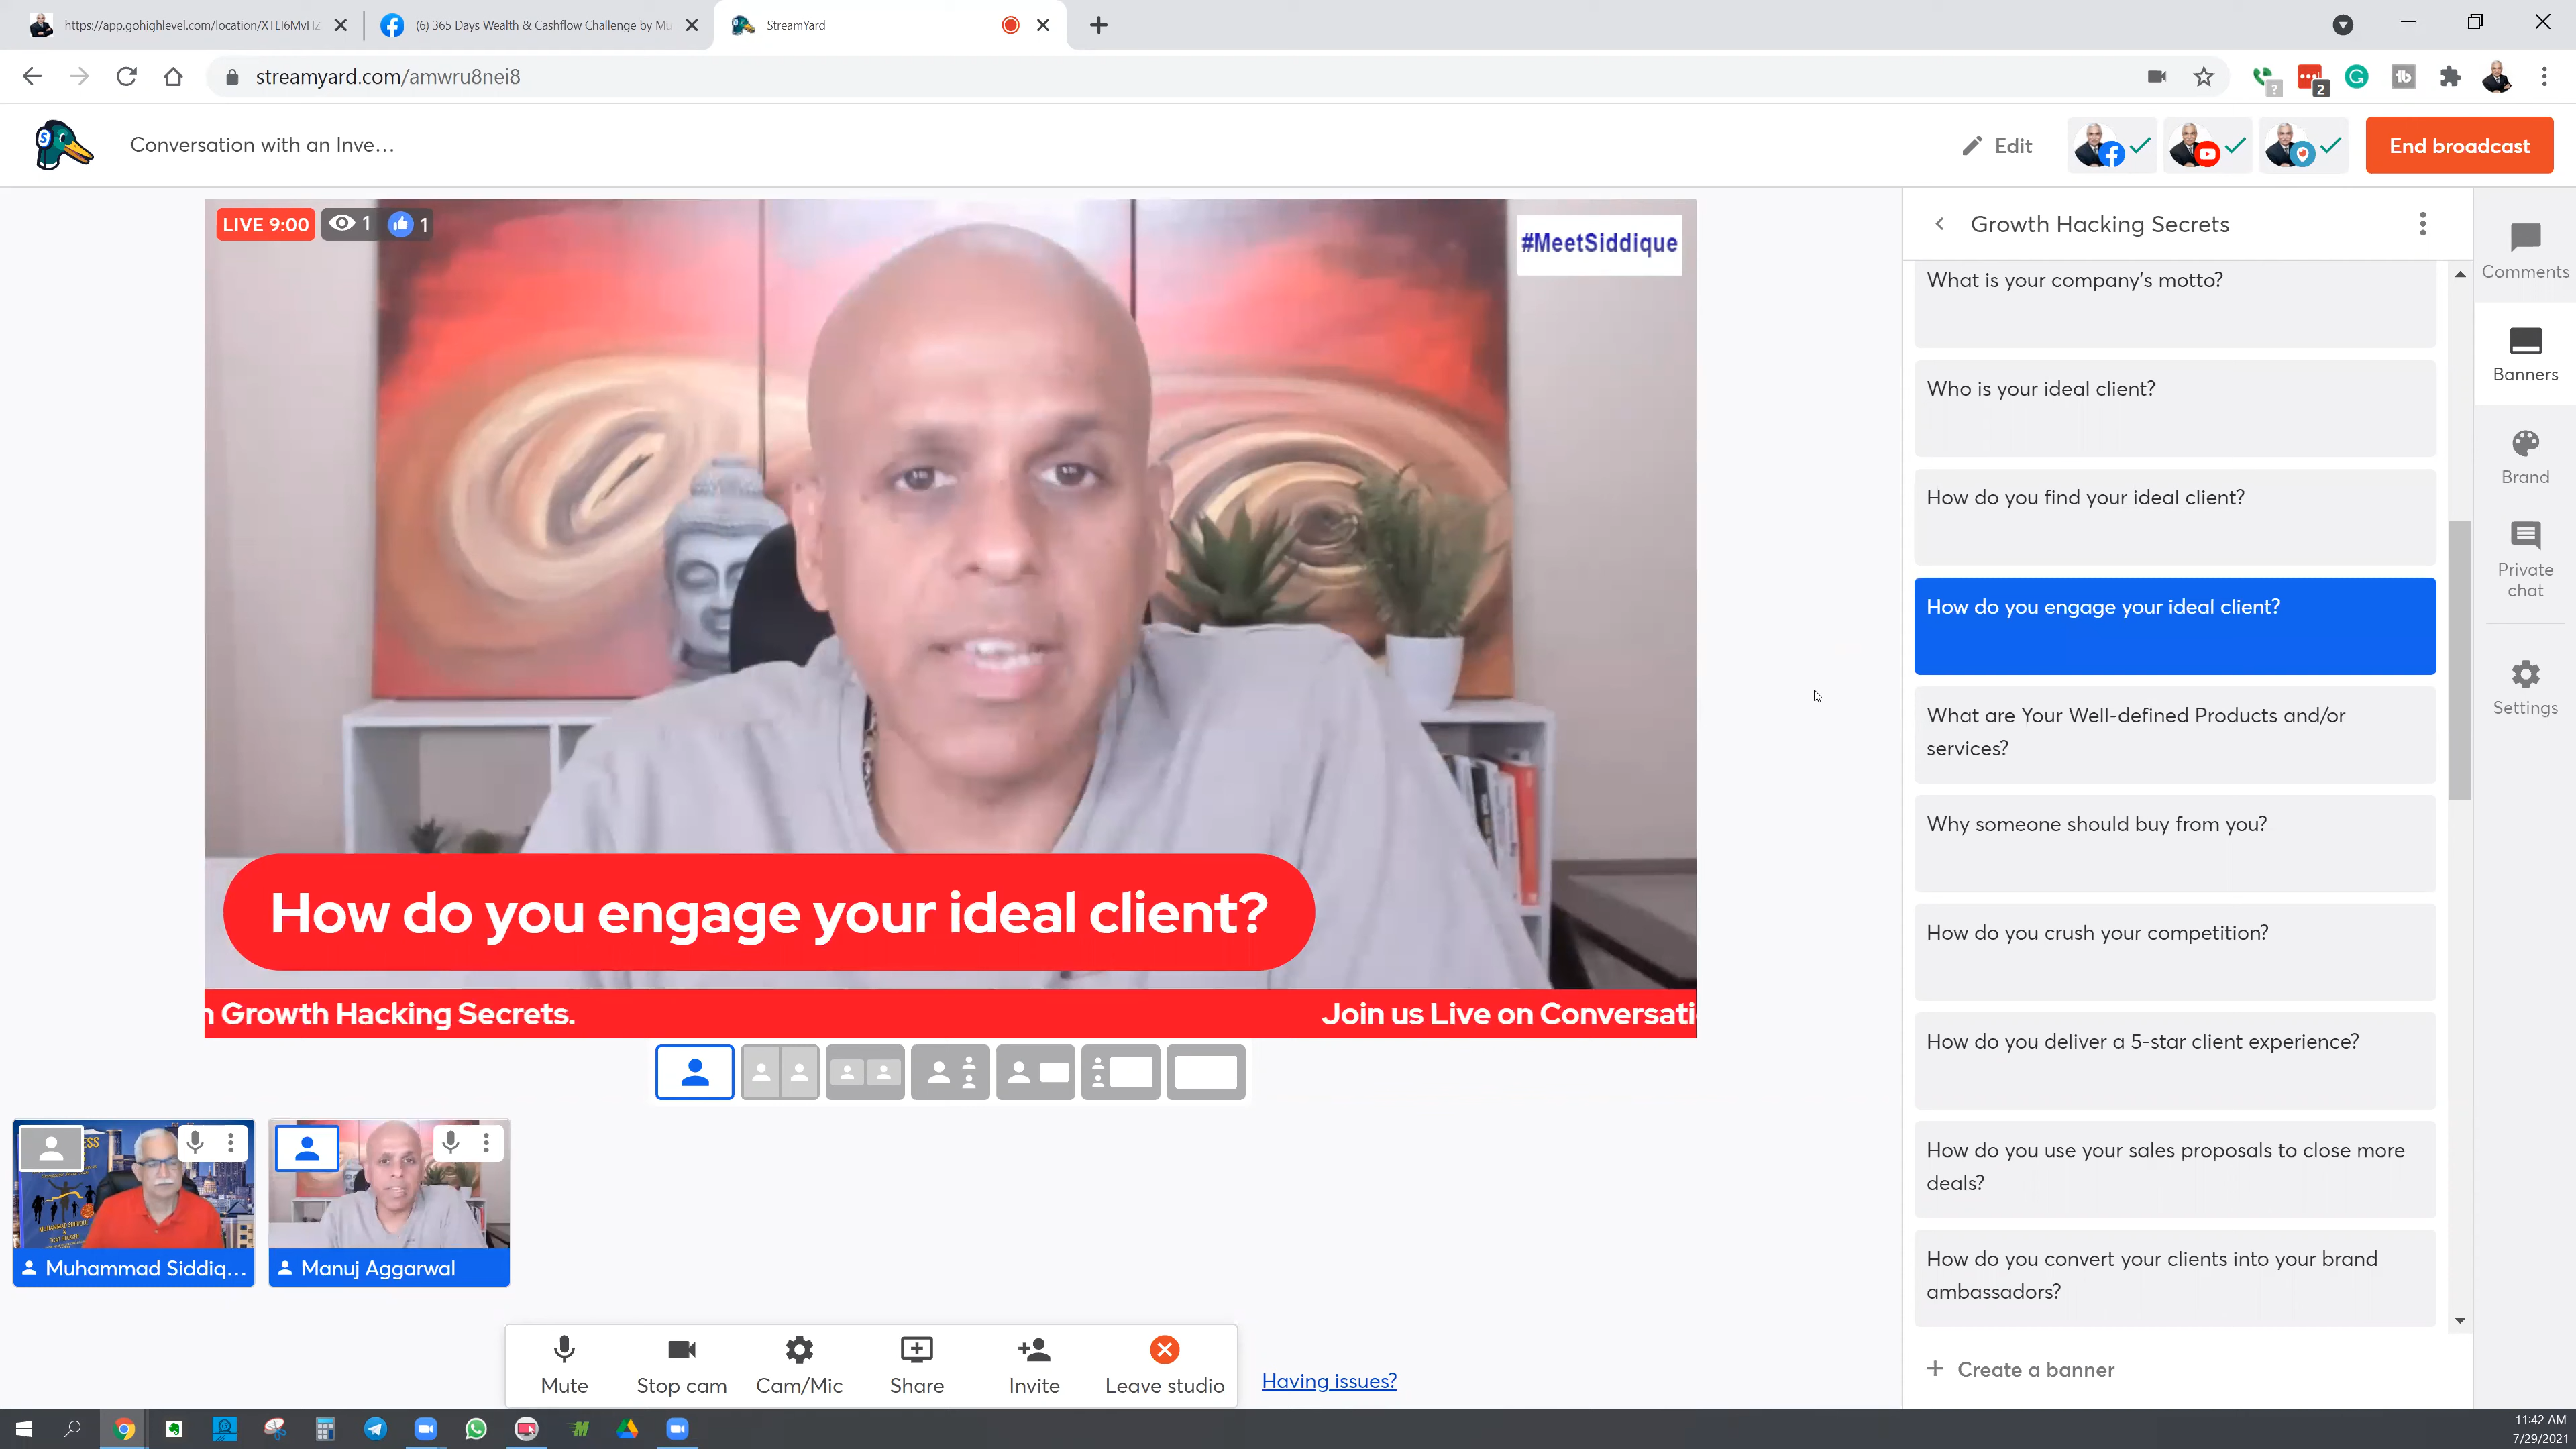 https://app.gohighlevel.com/location/XTEI6MvHZ
(6) 365 Days Wealth & Cashflow Challenge by Mu
StreamYard
streamyard.com/amwru8nei8
2
Conversation with an Inve...
Edit
End broadcast
LIVE 9:00
1
1
#MeetSiddique
Growth Hacking Secrets
What is your company's motto?
Who is your ideal client?
How do you find your ideal client?
How do you engage your ideal client?
What are Your Well-defined Products and/or
services?
Why someone should buy from you?
How do you crush your competition?
How do you deliver a 5-star client experience?
How do you use your sales proposals to close more
deals?
How do you convert your clients into your brand
ambassadors?
Create a banner
Comments
Banners
Brand
Private
chat
Settings
How do you engage your ideal client?
n Growth Hacking Secrets.
Join us Live on Conversati
ESS
Muhammad Siddiq...
Manuj Aggarwal
Mute
Stop cam
Cam/Mic
Share
Invite
Leave studio
Having issues?
11:42 AM
7/29/2021